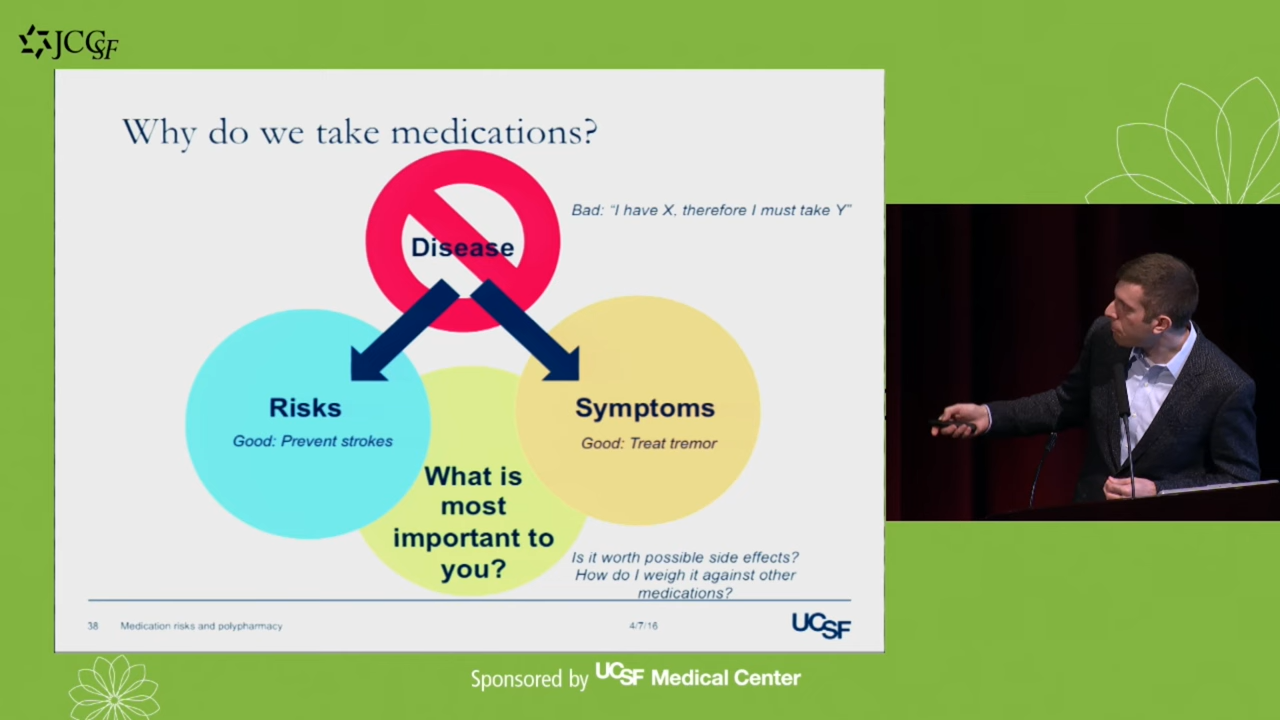 JCCSF
Why do we take medications?
Bad: “I have X, therefore I must take Y”
Disease
Risks
Good: Prevent strokes
Symptoms
Good: Treat tremor
What is
most
important to
you?
Is it worth possible side effects?
How do I weigh it against other
medications?
38 Medication risks and polypharmacy 4/7/16 UCSF
Sponsored by UCSF Medical Center